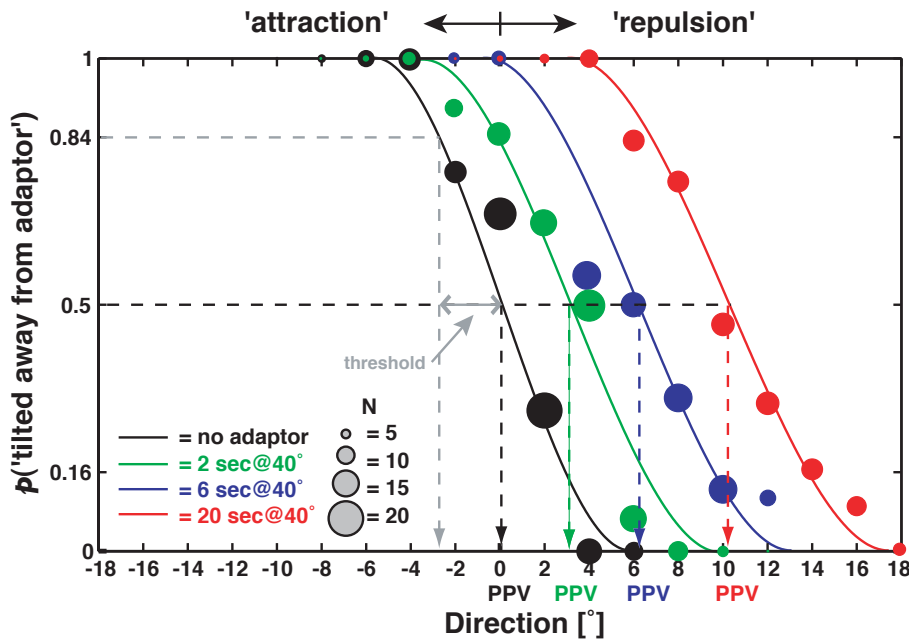 'attraction' 'repulsion'
1
0.84
0.5
0.16
0
p('tilted away from adaptor')
threshold
N
= no adaptor
= 2 sec@40°
= 6 sec@40°
= 20 sec@40°
= 5
= 10
= 15
= 20
-18 -16 -14 -12 -10 -8 -6 -4 -2 0 2 4 6 8 10 12 14 16 18
PPV PPV PPV PPV
Direction [°]